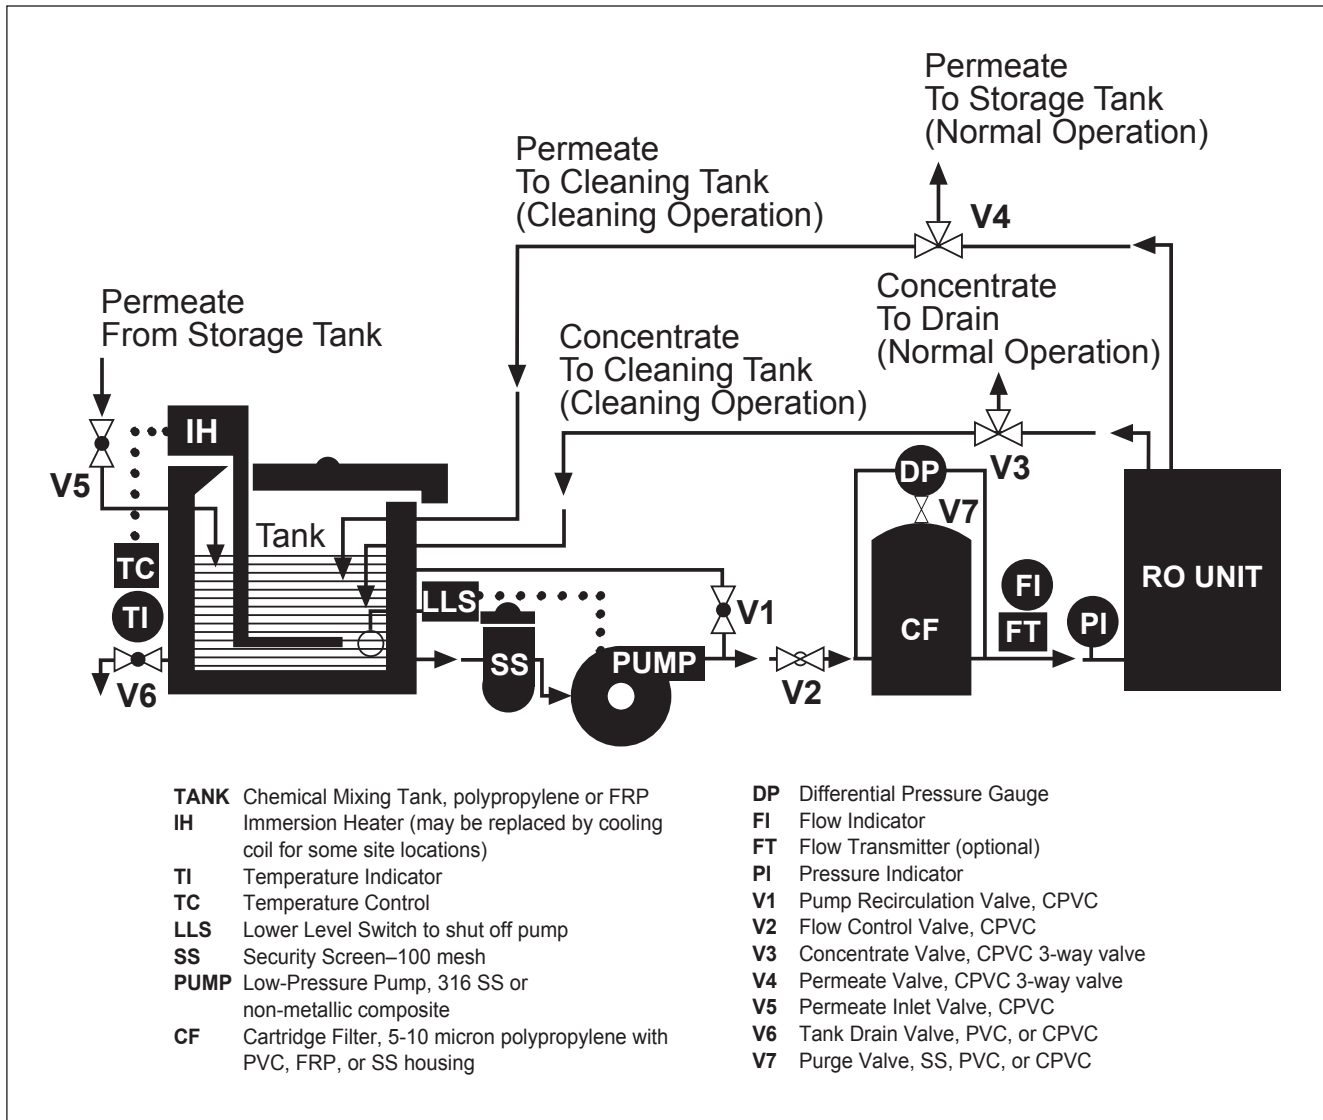 Permeate
To Storage Tank
(Normal Operation)
Permeate
To Cleaning Tank
(Cleaning Operation)
V4
Permeate
From Storage Tank
Concentrate
To Drain
(Normal Operation)
Concentrate
To Cleaning Tank
(Cleaning Operation)
IH
V3
DP
V5
V7
Tank
TC
LLS
FI
RO UNIT
TI
V1
CF
FT
PI
SS
PUMP
V6
V2
TANK Chemical Mixing Tank, polypropylene or FRP
IH Immersion Heater (may be replaced by cooling
coil for some site locations)
TI Temperature Indicator
TC Temperature Control
LLS Lower Level Switch to shut off pump
SS Security Screen–100 mesh
PUMP Low-Pressure Pump, 316 SS or
non-metallic composite
CF Cartridge Filter, 5-10 micron polypropylene with
PVC, FRP, or SS housing
DP Differential Pressure Gauge
FI Flow Indicator
FT Flow Transmitter (optional)
PI Pressure Indicator
V1 Pump Recirculation Valve, CPVC
V2 Flow Control Valve, CPVC
V3 Concentrate Valve, CPVC 3-way valve
V4 Permeate Valve, CPVC 3-way valve
V5 Permeate Inlet Valve, CPVC
V6 Tank Drain Valve, PVC, or CPVC
V7 Purge Valve, SS, PVC, or CPVC